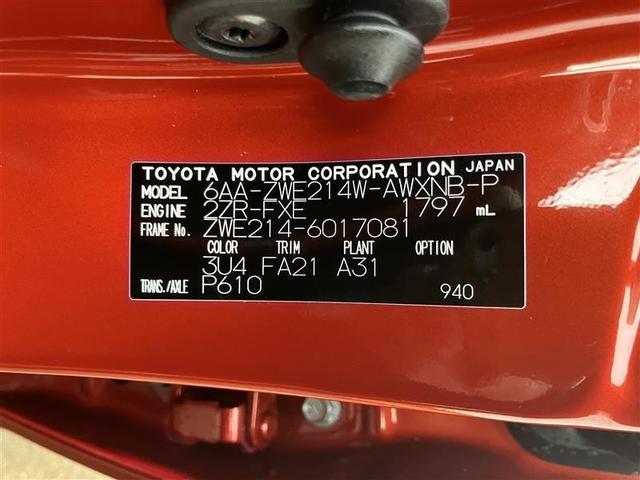 TOYOTA MOTOR CORPORATION JAPAN
MODEL 6AA-ZWE214W-AWXNB-P
ENGINE 2ZR-FXE 1797 mL
FRAME No. ZWE214-6017081
COLOR TRIM PLANT OPTION
3U4 FA21 A31
TRANS./AXLE P610 940